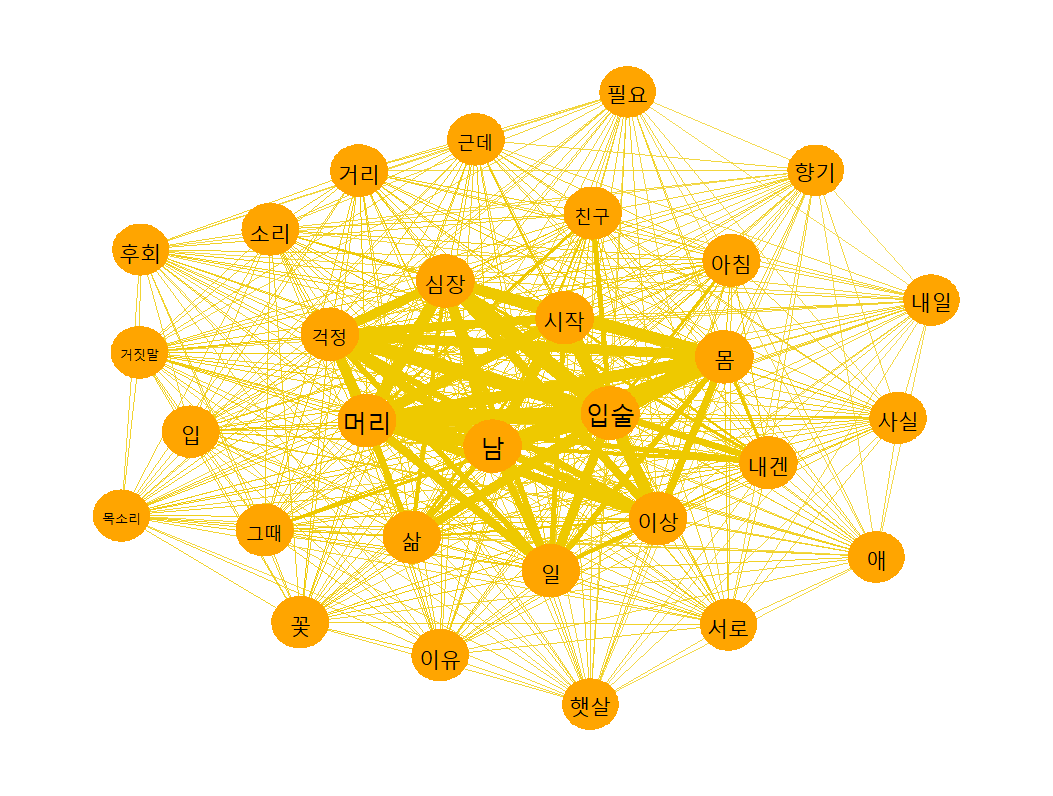 필요
근데
거리
향기
친구
소리
후회
아침
심장
내일
시작
걱정
거짓말
몸
입술
사실
머리
입
남
내겐
목소리
이상
그때
삶
애
일
꽃
서로
이유
햇살